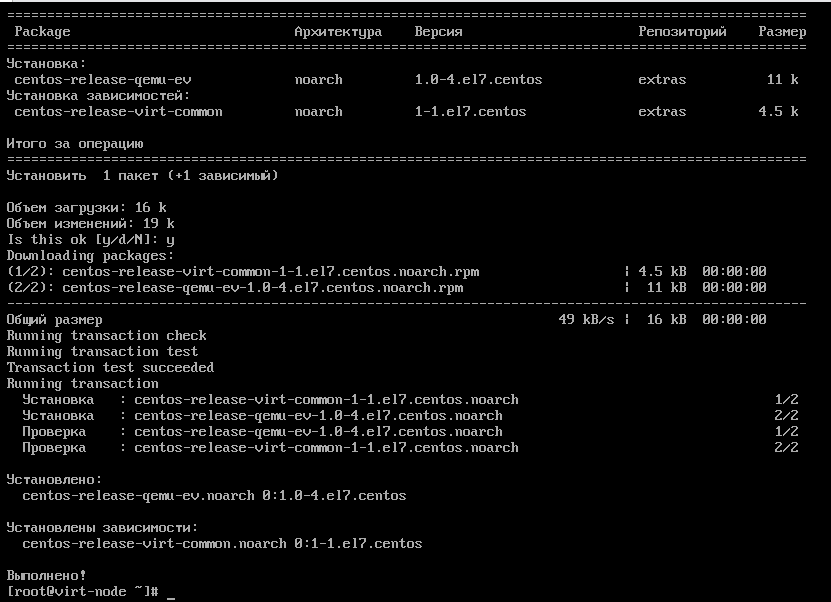 ================================================================================
Package Архитектура Версия Репозиторий Размер
================================================================================
Установка:
centos-release-qemu-ev noarch 1.0-4.el7.centos extras 11 k
Установка зависимостей:
centos-release-virt-common noarch 1-1.el7.centos extras 4.5 k
Итого за операцию
================================================================================
Установить 1 пакет (+1 зависимый)
Объем загрузки: 16 k
Объем изменений: 19 k
Is this ok [y/d/N]: y
Downloading packages:
(1/2): centos-release-virt-common-1-1.el7.centos.noarch.rpm | 4.5 kB 00:00:00
(2/2): centos-release-qemu-ev-1.0-4.el7.centos.noarch.rpm | 11 kB 00:00:00
--------------------------------------------------------------------------------
Общий размер 49 kB/s | 16 kB 00:00:00
Running transaction check
Running transaction test
Transaction test succeeded
Running transaction
Установка : centos-release-virt-common-1-1.el7.centos.noarch 1/2
Установка : centos-release-qemu-ev-1.0-4.el7.centos.noarch 2/2
Проверка : centos-release-qemu-ev-1.0-4.el7.centos.noarch 1/2
Проверка : centos-release-virt-common-1-1.el7.centos.noarch 2/2
Установлено:
centos-release-qemu-ev.noarch 0:1.0-4.el7.centos
Установлены зависимости:
centos-release-virt-common.noarch 0:1-1.el7.centos
Выполнено!
[root@virt-node ~]# _